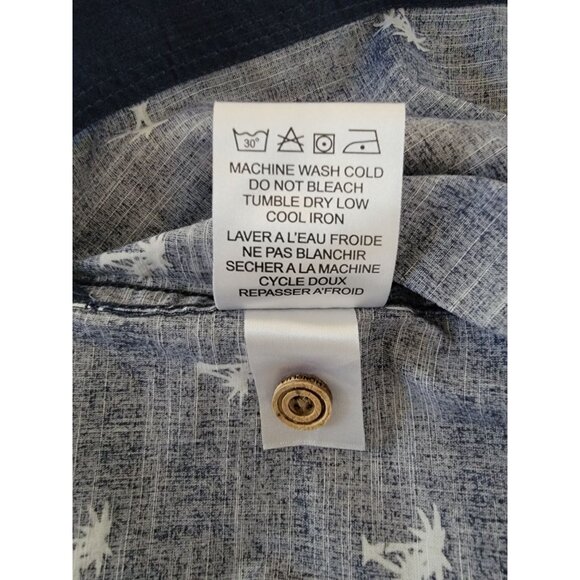 30°
MACHINE WASH COLD
DO NOT BLEACH
TUMBLE DRY LOW
COOL IRON
LAVER A L'EAU FROIDE
NE PAS BLANCHIR
SECHER A LA MACHINE
CYCLE DOUX
REPASSER A'FROID